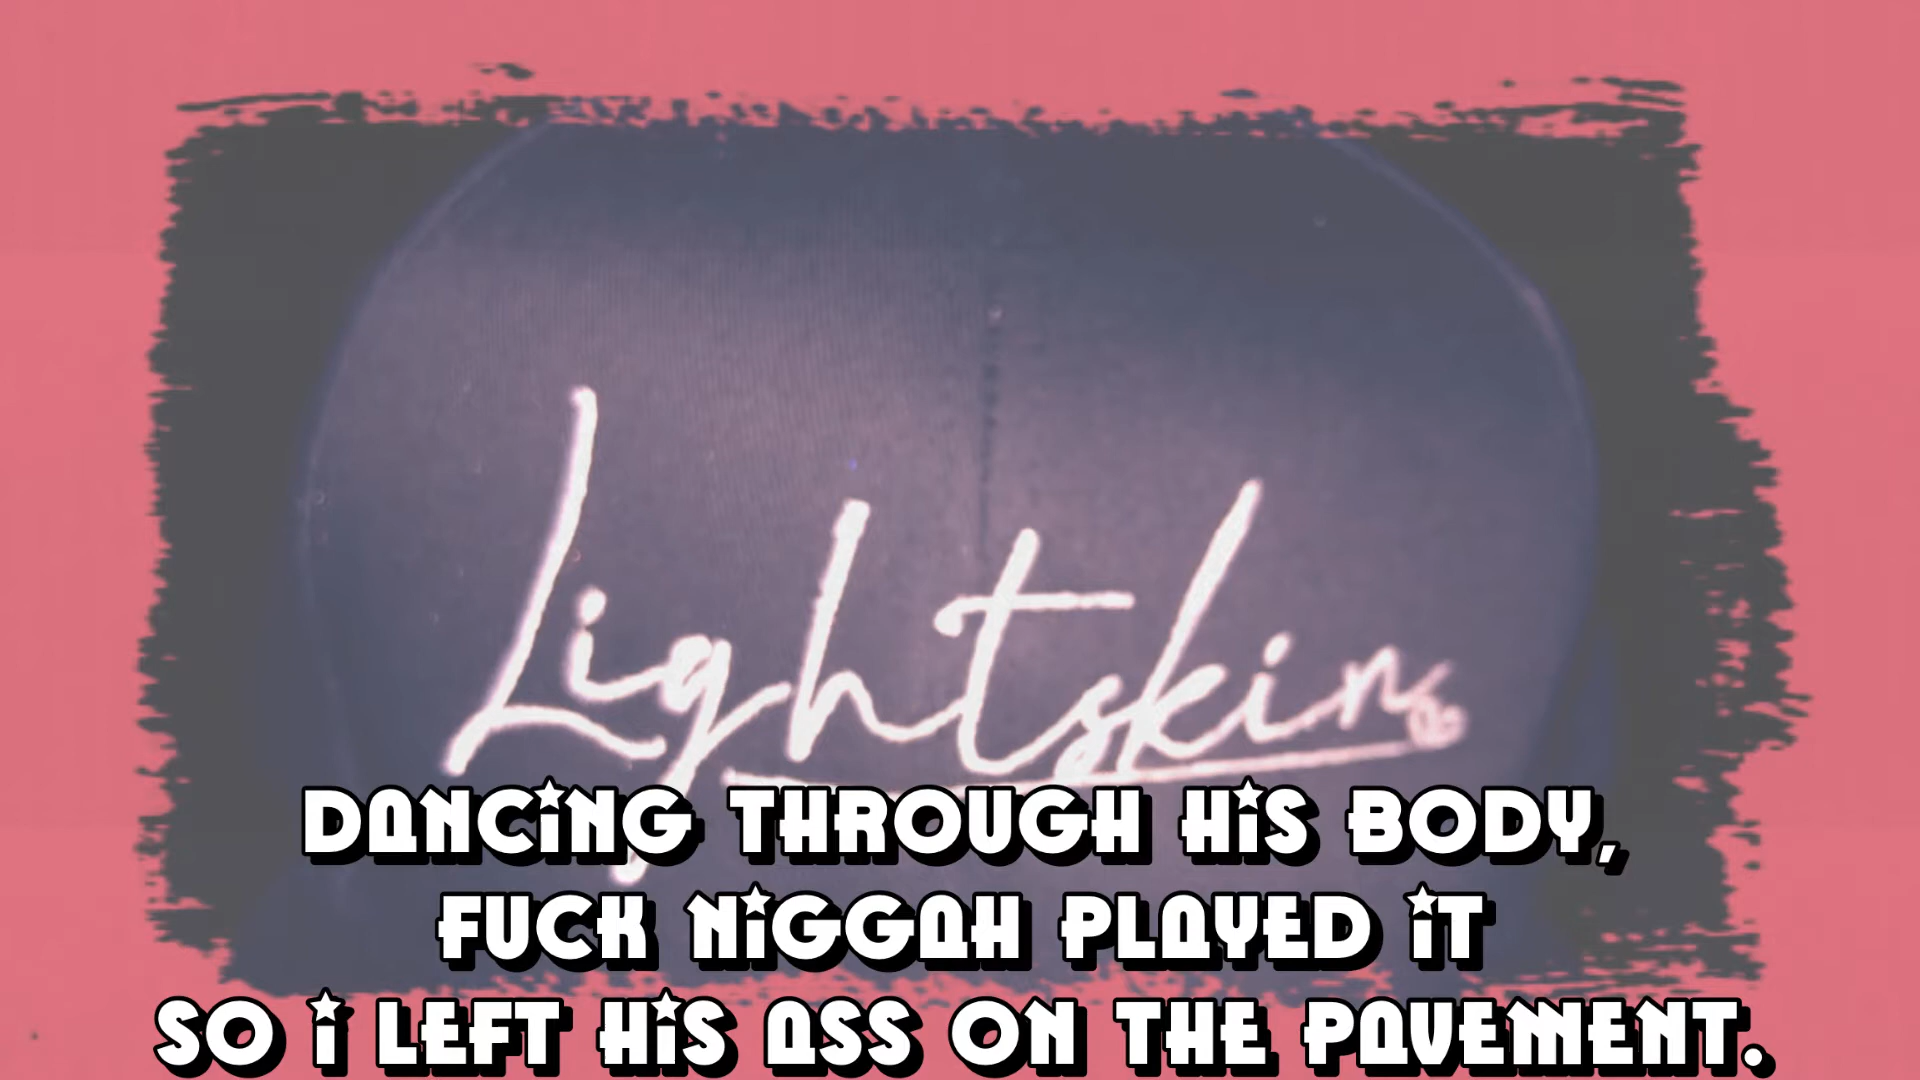 Lightskin
DANCING THROUGH HIS BODY,
FUCK NIGGAH PLAYED IT
SO I LEFT HIS ASS ON THE PAVEMENT.